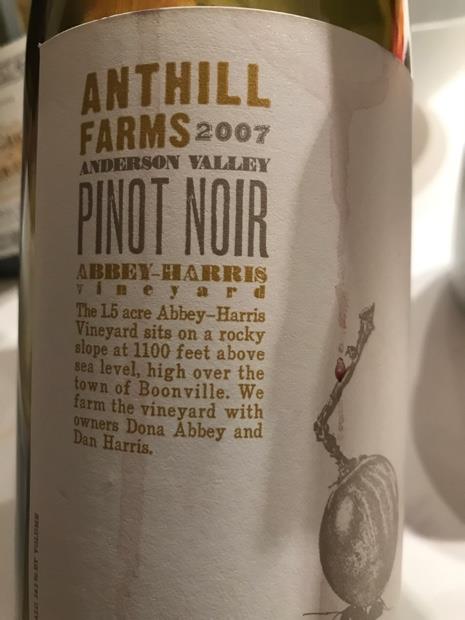 ANTHILL
FARMS 2007
ANDERSON VALLEY
PINOT NOIR
ABBEY-HARRIS
vineyard
The 1.5 acre Abbey-Harris
Vineyard sits on a rocky
slope at 1100 feet above
sea level, high over the
town of Boonville. We
farm the vineyard with
owners Dona Abbey and
Dan Harris.